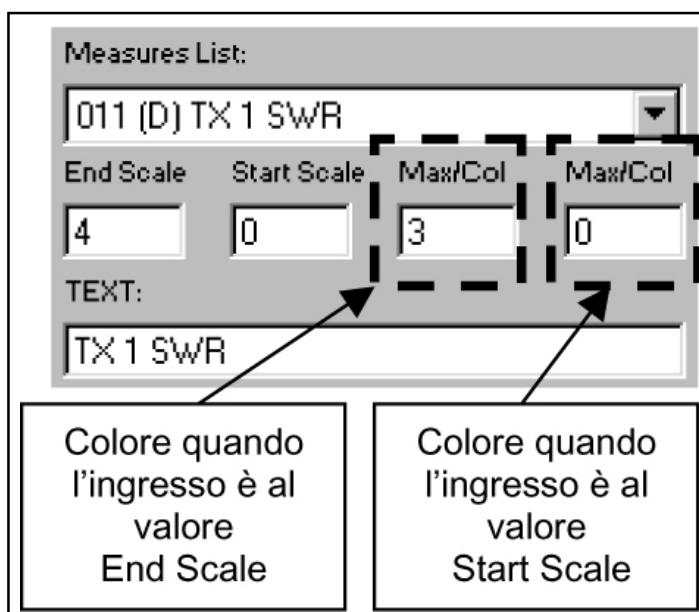 Measures List:
011 (D) TX 1 SWR
End Scale Start Scale Max/Col Max/Col
4 0 3 0
TEXT:
TX 1 SWR
Colore quando
l'ingresso è al
valore
End Scale
Colore quando
l'ingresso è al
valore
Start Scale